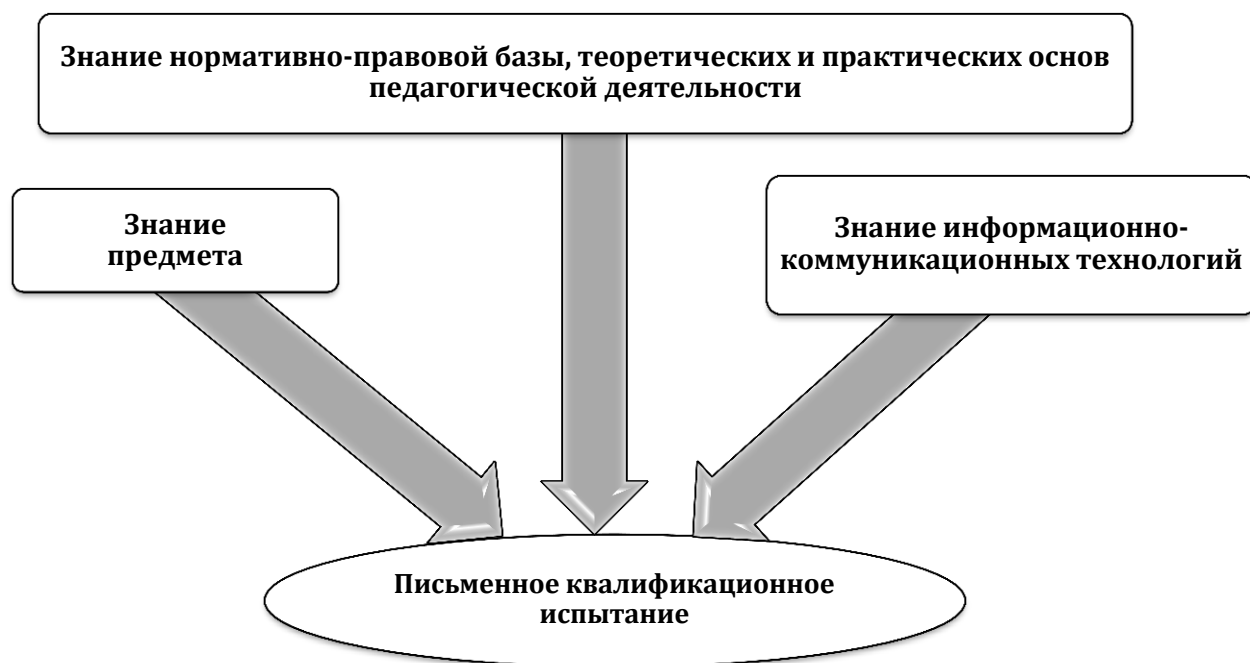 Знание нормативно-правовой базы, теоретических и практических основ
педагогической деятельности
Знание
предмета
Знание информационно-
коммуникационных технологий
Письменное квалификационное
испытание